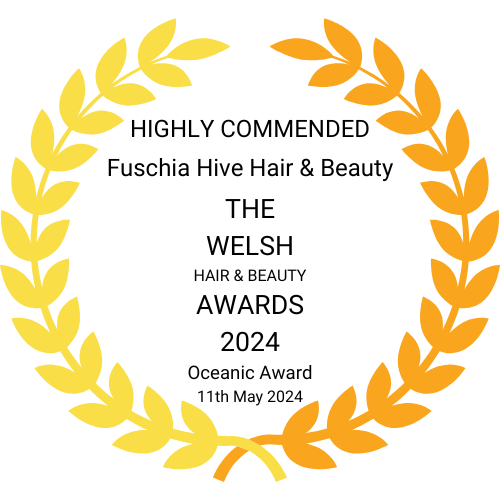 HIGHLY COMMENDED
Fuschia Hive Hair & Beauty
THE
WELSH
HAIR & BEAUTY
AWARDS
2024
Oceanic Award
11th May 2024